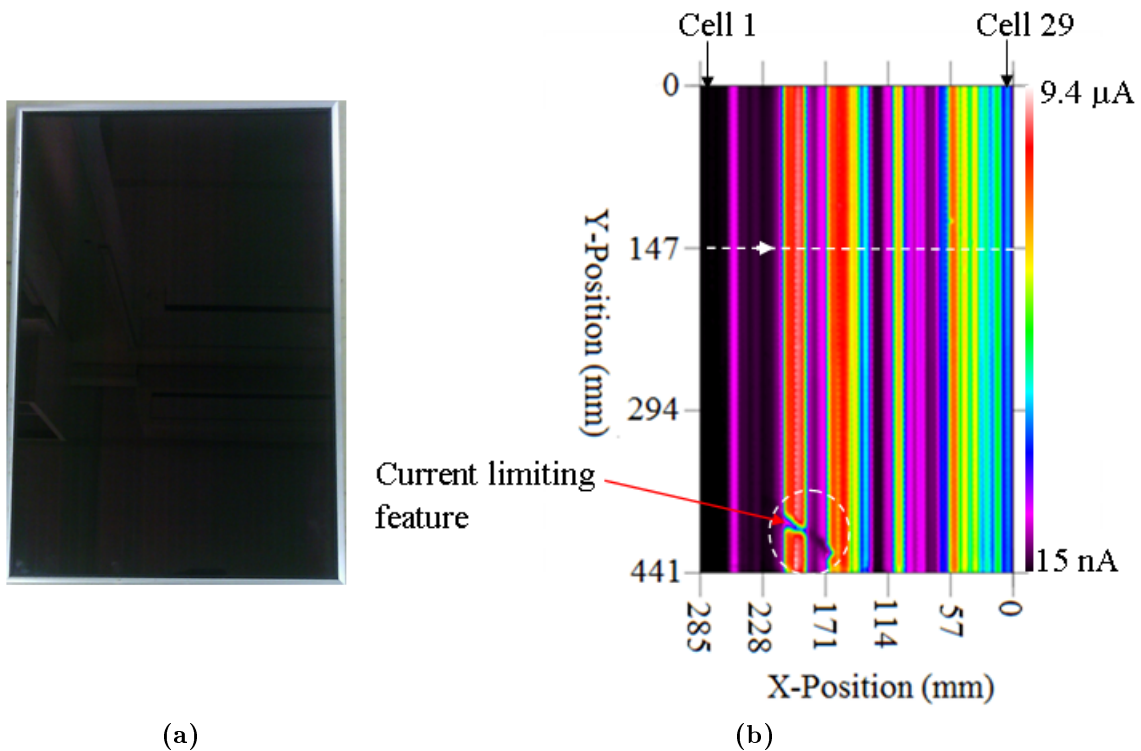 Cell 1
Cell 29
0
9.4 µA
147
294
441
Y-Position (mm)
15 nA
Current limiting
feature
285
228
171
114
57
0
X-Position (mm)
(a)
(b)